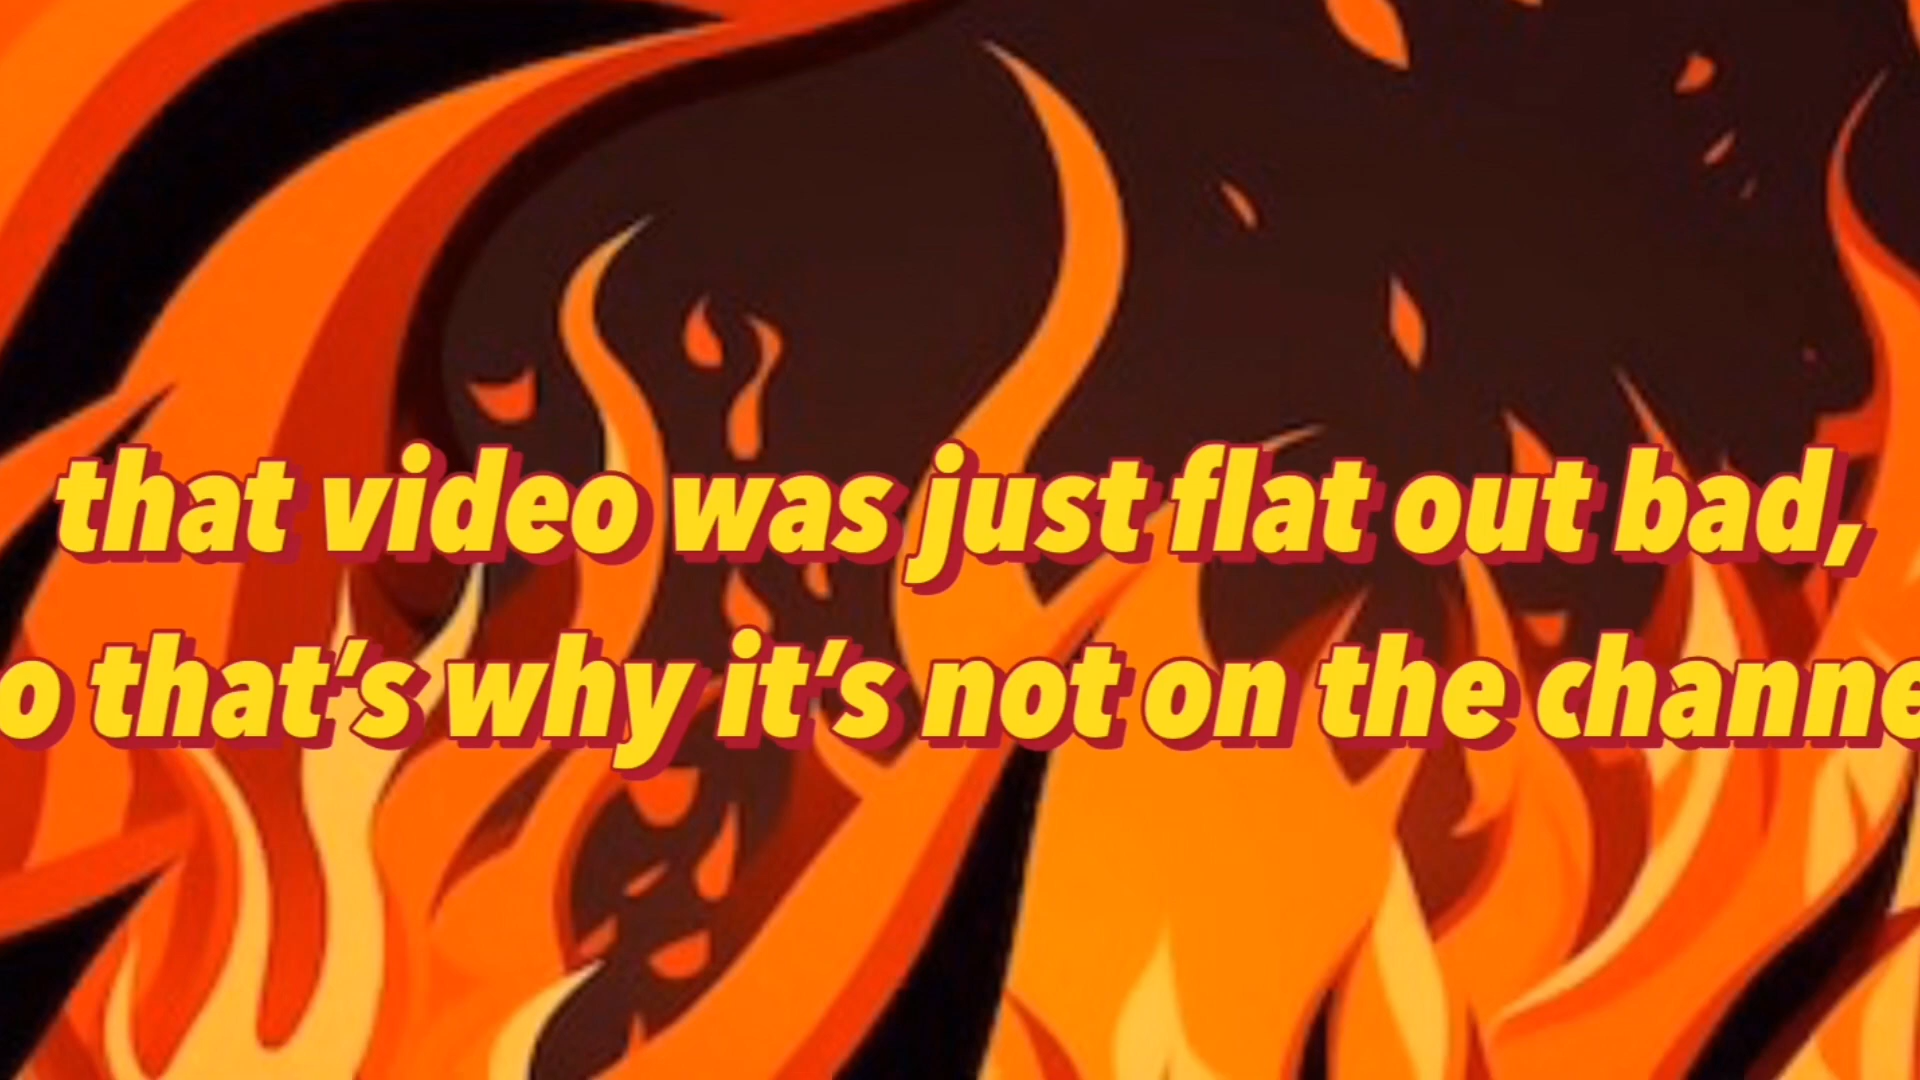 that video was just flat out bad,
o that's why it's not on the channe